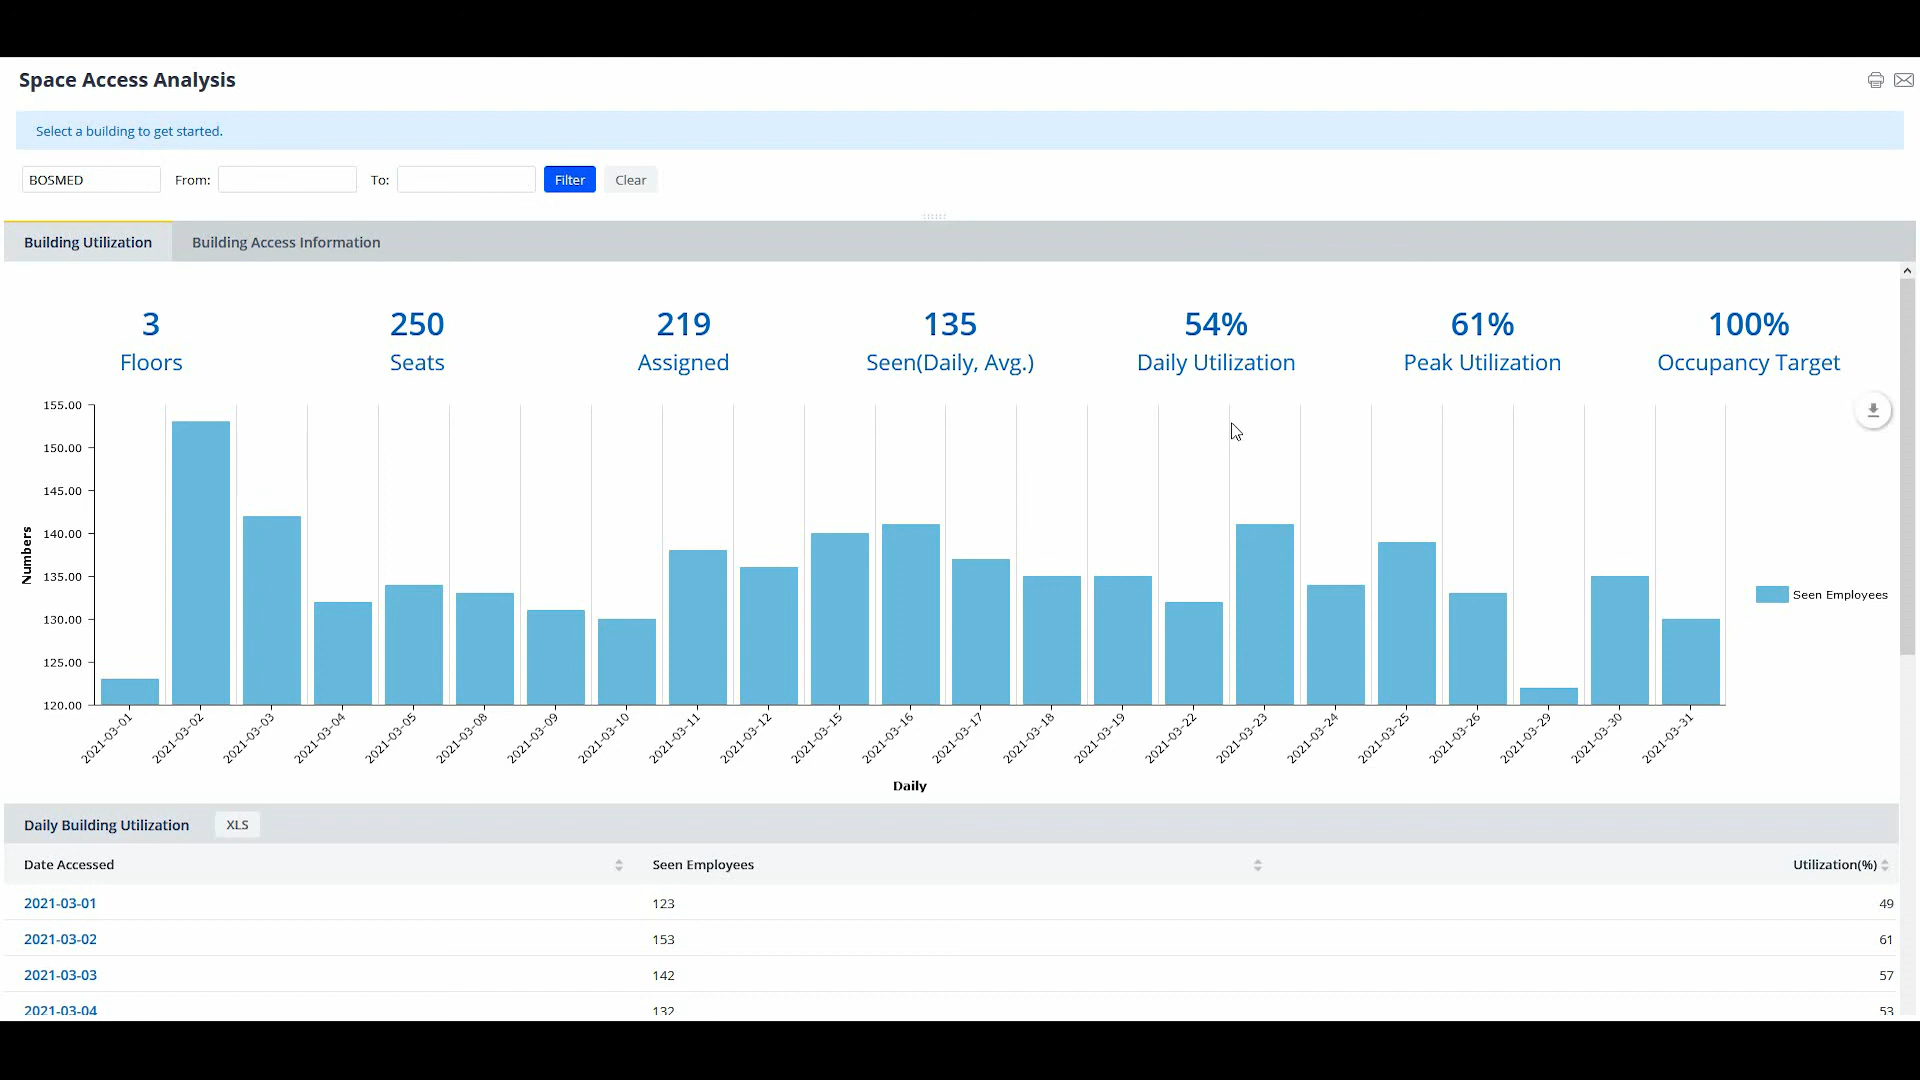 Space Access Analysis
Select a building to get started.
BOSMED From: To: Filter Clear
Building Utilization Building Access Information
3 250 219 135 54% 61% 100%
Floors Seats Assigned Seen(Daily, Avg.) Daily Utilization Peak Utilization Occupancy Target
155.00
150.00
145.00
140.00
135.00
130.00
125.00
120.00
Numbers
Seen Employees
2021-03-01 2021-03-02 2021-03-03 2021-03-04 2021-03-05 2021-03-08 2021-03-09 2021-03-10 2021-03-11 2021-03-12 2021-03-15 2021-03-16 2021-03-17 2021-03-18 2021-03-19 2021-03-22 2021-03-23 2021-03-24 2021-03-25 2021-03-26 2021-03-29 2021-03-30 2021-03-31
Daily
Daily Building Utilization XLS
Date Accessed Seen Employees Utilization(%)
2021-03-01 123 49
2021-03-02 153 61
2021-03-03 142 57
2021-03-04 132 53